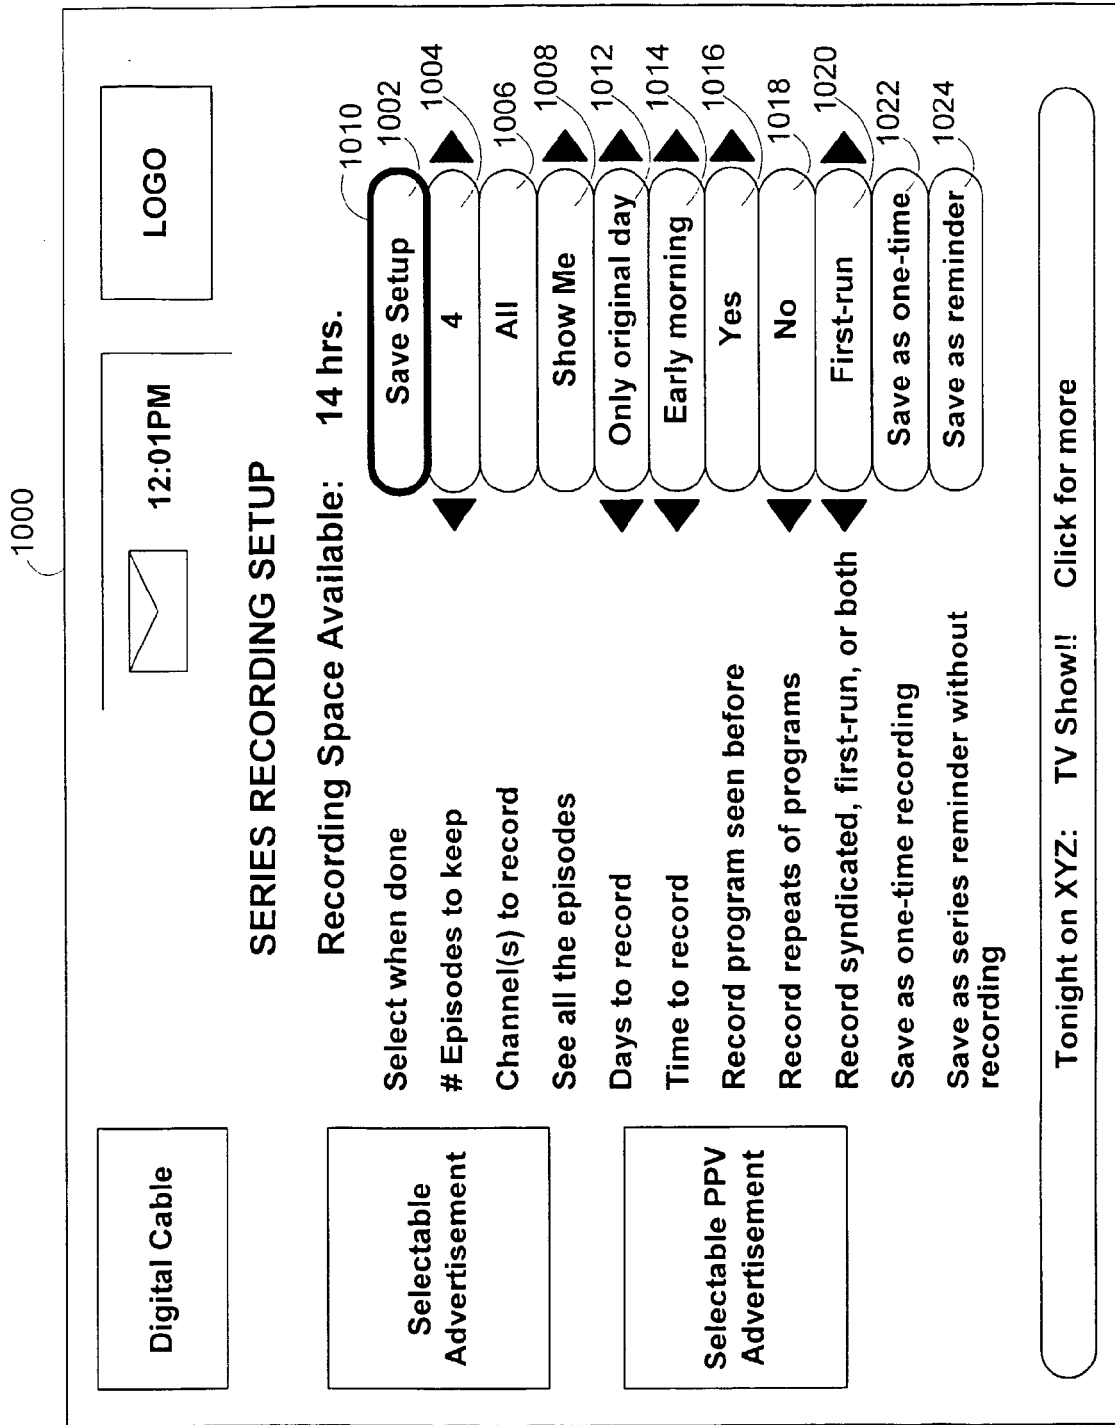 1000
Digital Cable
12:01PM
LOGO
SERIES RECORDING SETUP
Recording Space Available: 14 hrs.
1010
Select when done Save Setup 1002
# Episodes to keep 4 1004
Channel(s) to record All 1006
See all the episodes Show Me 1008
Days to record Only original day 1012
Time to record Early morning 1014
Record program seen before Yes 1016
Record repeats of programs No 1018
Record syndicated, first-run, or both First-run 1020
Save as one-time recording Save as one-time 1022
Save as series reminder without Save as reminder 1024
recording
Selectable
Advertisement
Selectable PPV
Advertisement
Tonight on XYZ: TV Show!! Click for more